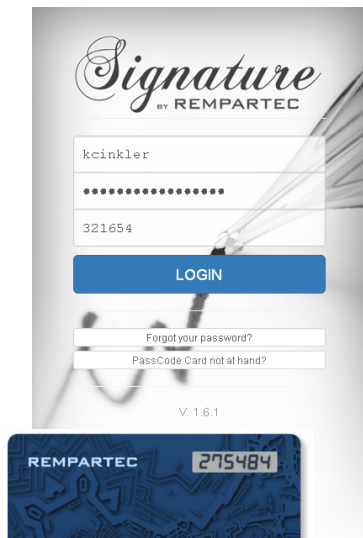 Signature
BY REMPARTEC
kcinkler
●●●●●●●●●●●●●●●●●
321654
LOGIN
Forgot your password?
PassCode Card not at hand?
V. 1.6.1
REMPARTEC 275484